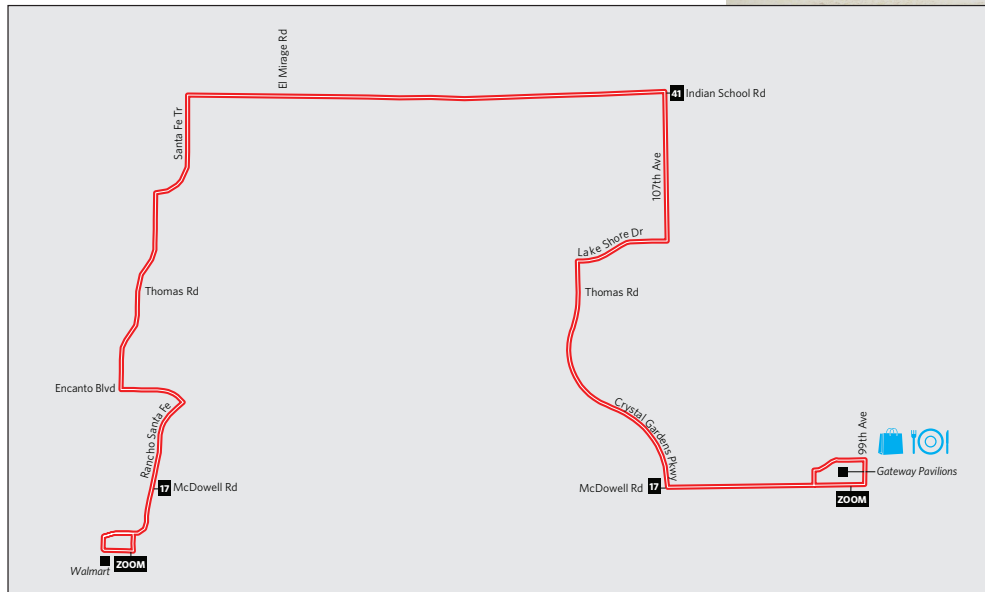 El Mirage Rd
41 Indian School Rd
Santa Fe Tr
107th Ave
Lake Shore Dr
Thomas Rd
Thomas Rd
Encanto Blvd
Rancho Santa Fe
Crystal Gardens Pkwy
99th Ave
Gateway Pavilions
17 McDowell Rd
McDowell Rd 17
ZOOM
Walmart
ZOOM